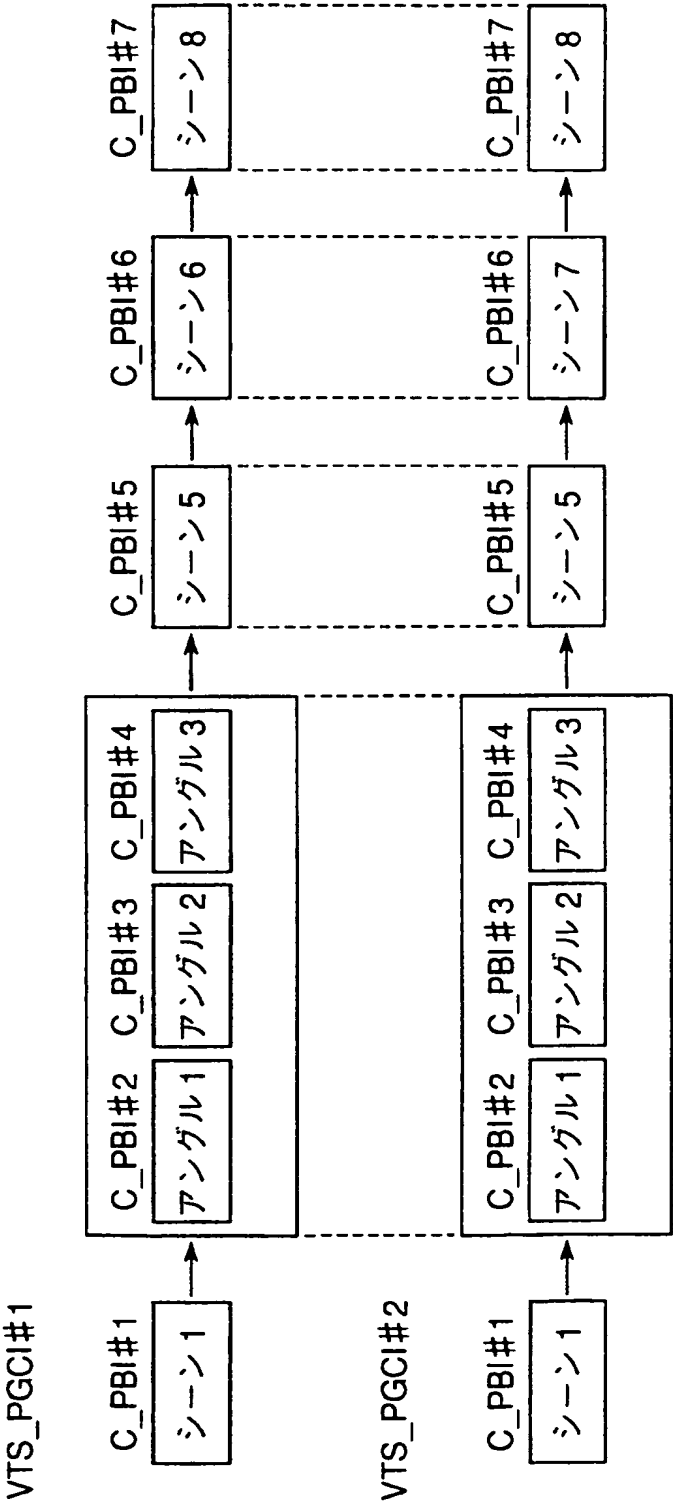 VTS_PGCI#1
C_PBI#1
シーン1
C_PBI#2
アングル1
C_PBI#3
アングル2
C_PBI#4
アングル3
C_PBI#5
シーン5
C_PBI#6
シーン6
C_PBI#7
シーン8
VTS_PGCI#2
C_PBI#1
シーン1
C_PBI#2
アングル1
C_PBI#3
アングル2
C_PBI#4
アングル3
C_PBI#5
シーン5
C_PBI#6
シーン7
C_PBI#7
シーン8